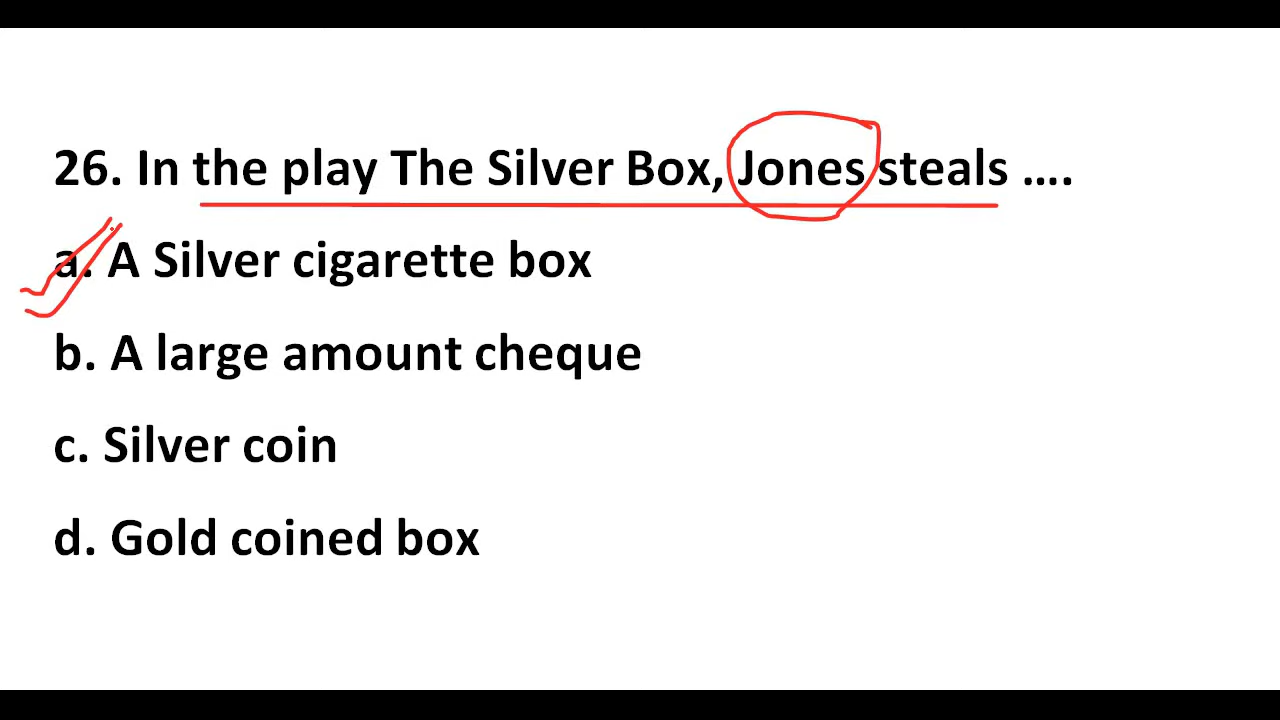 26. In the play The Silver Box, Jones steals ....
a. A Silver cigarette box
b. A large amount cheque
c. Silver coin
d. Gold coined box